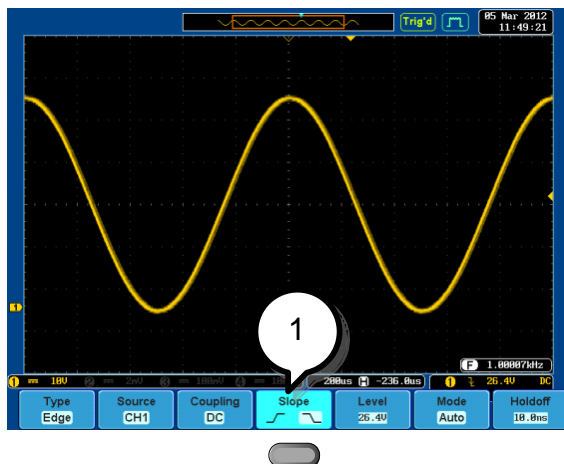 Trig'd
05 Mar 2012
11:49:21
1
1
F 1.00007kHz
1 10V 2 2mV 3 100mV 4 200us H -236.0us 1 26.4V DC
Type Source Coupling Slope Level Mode Holdoff
Edge CH1 DC 26.4V Auto 10.0ms